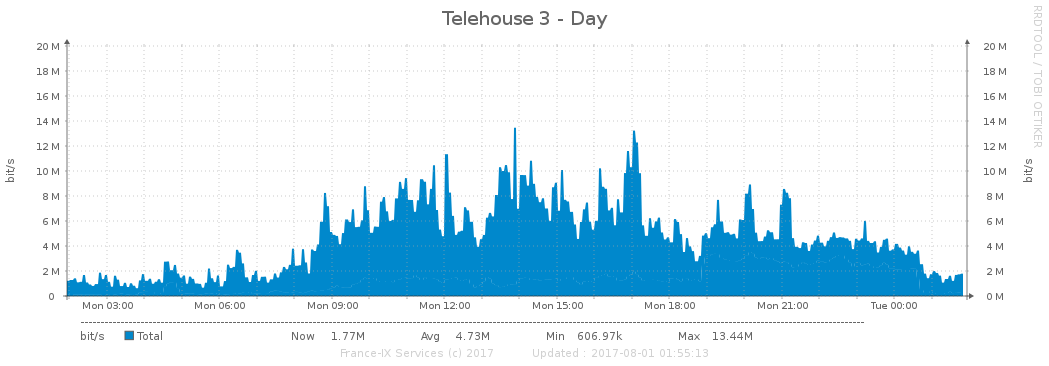 Telehouse 3 - Day
RRDTOOL / TOBI OETIKER
bit/s
bit/s
20 M 20 M
18 M 18 M
16 M 16 M
14 M 14 M
12 M 12 M
10 M 10 M
8 M 8 M
6 M 6 M
4 M 4 M
2 M 2 M
0 0 M
Mon 03:00 Mon 06:00 Mon 09:00 Mon 12:00 Mon 15:00 Mon 18:00 Mon 21:00 Tue 00:00
bit/s Total Now 1.77M Avg 4.73M Min 606.97k Max 13.44M
France-IX Services (c) 2017 Updated : 2017-08-01 01:55:13